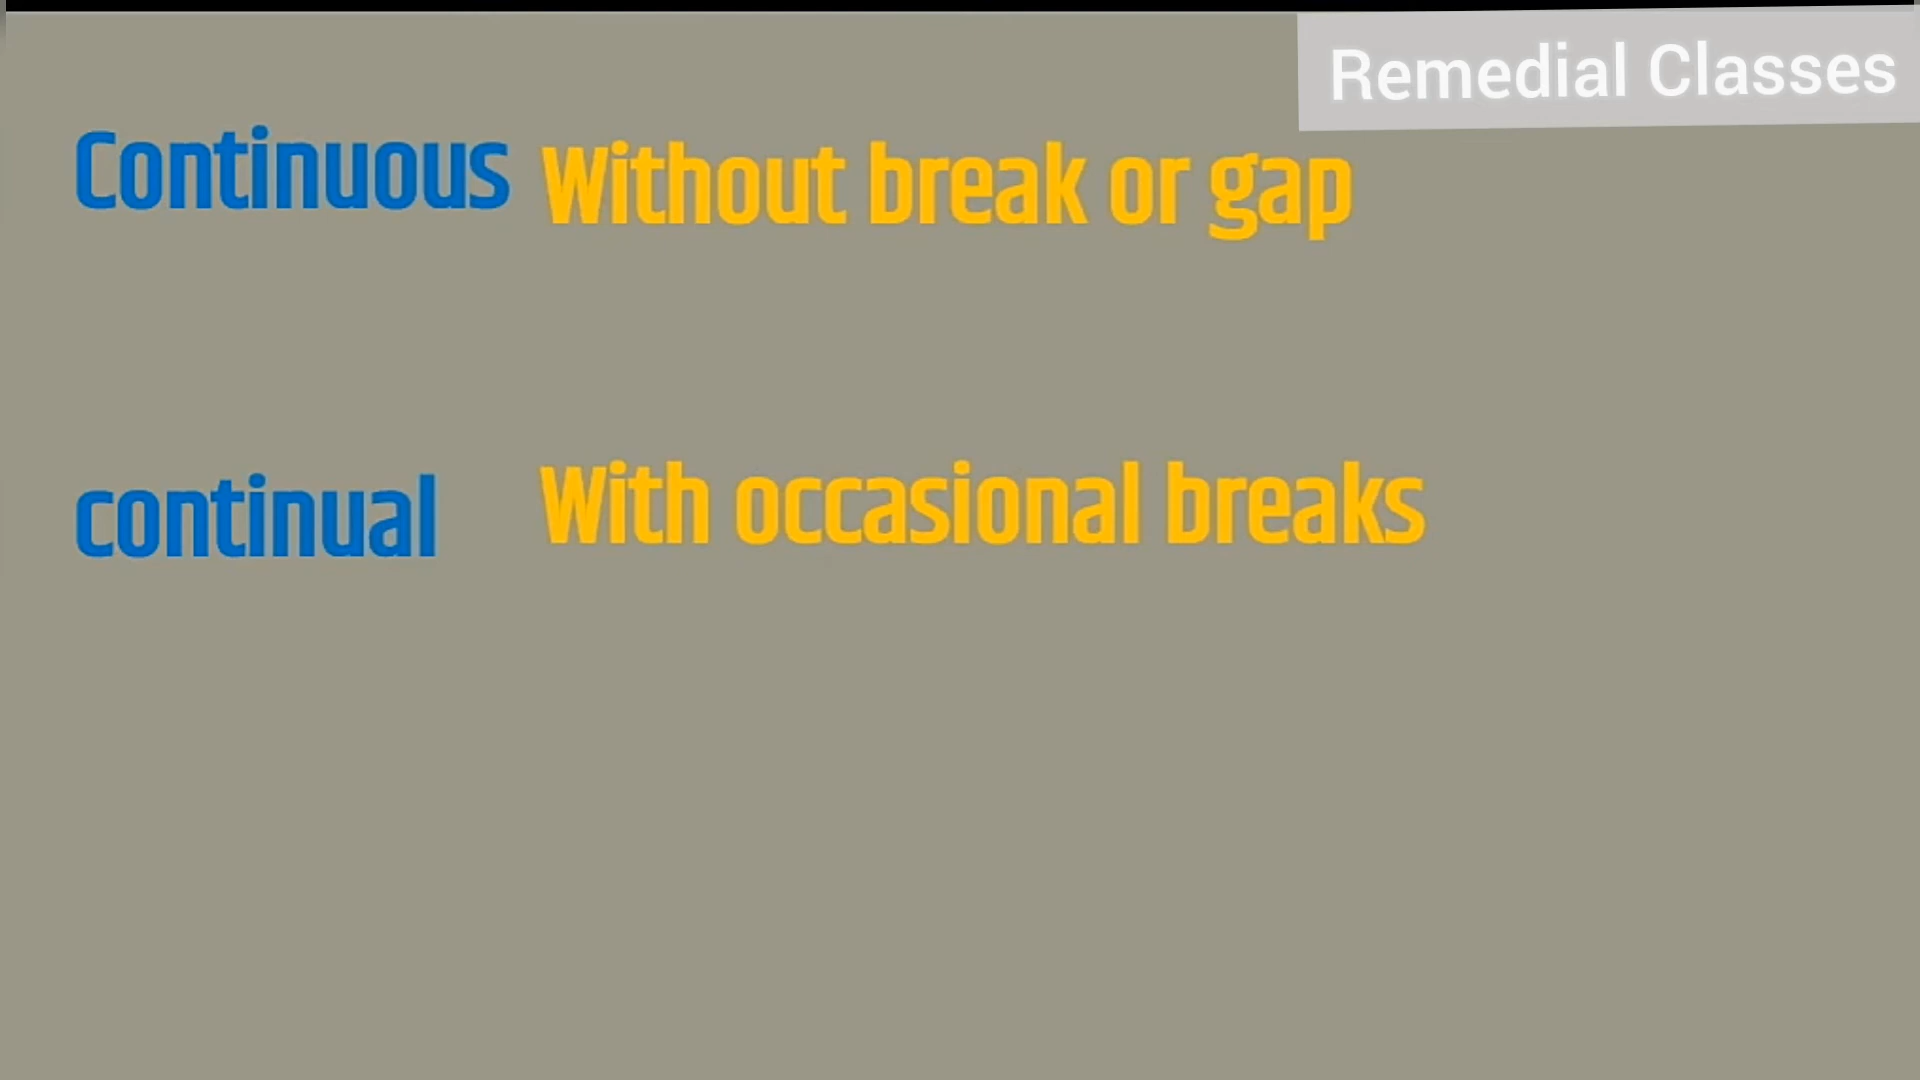 Remedial Classes
Continuous Without break or gap
continual With occasional breaks